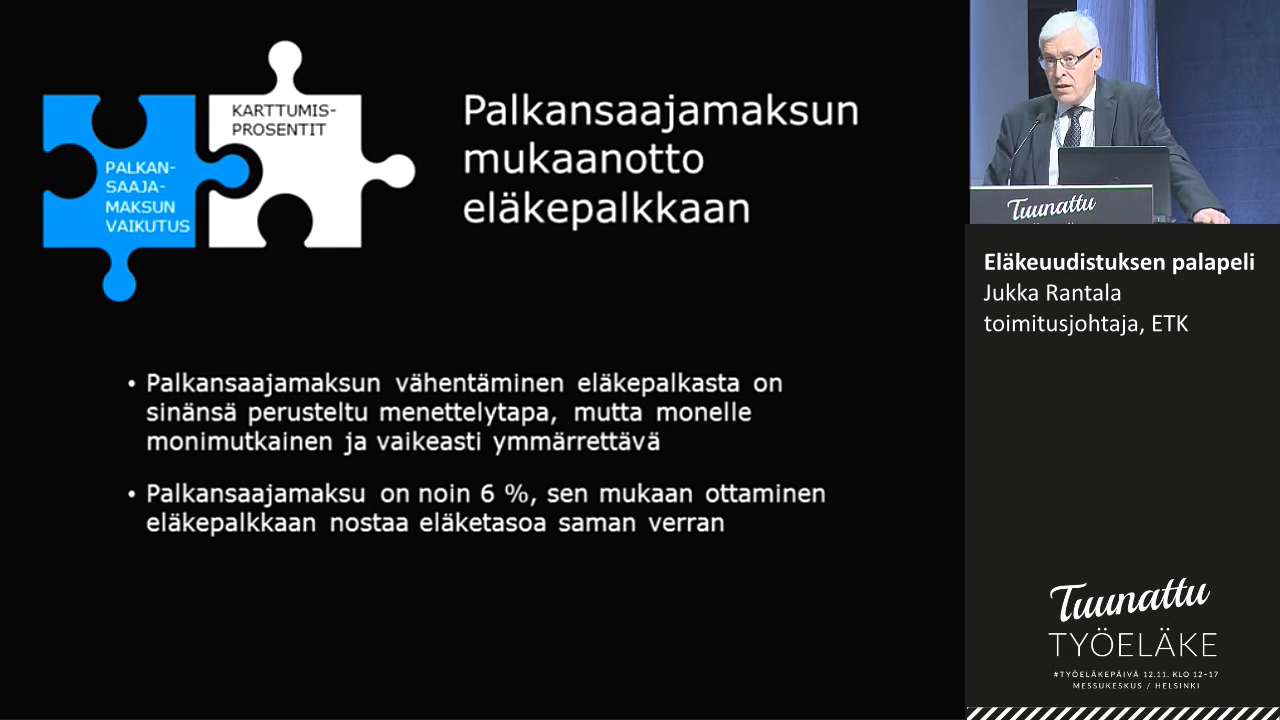 KARTTUMIS-
PROSENTIT
PALKAN-
SAAJA-
MAKSUN
VAIKUTUS
Palkansaajamaksun
mukaanotto
eläkepalkkaan
• Palkansaajamaksun vähentäminen eläkepalkasta on
sinänsä perusteltu menettelytapa, mutta monelle
monimutkainen ja vaikeasti ymmärrettävä
• Palkansaajamaksu on noin 6 %, sen mukaan ottaminen
eläkepalkkaan nostaa eläketasoa saman verran
Tuunattu
Eläkeuudistuksen palapeli
Jukka Rantala
toimitusjohtaja, ETK
Tuunattu
TYÖELÄKE
#TYÖELÄKEPÄIVÄ 12.11. KLO 12-17
MESSUKESKUS / HELSINKI